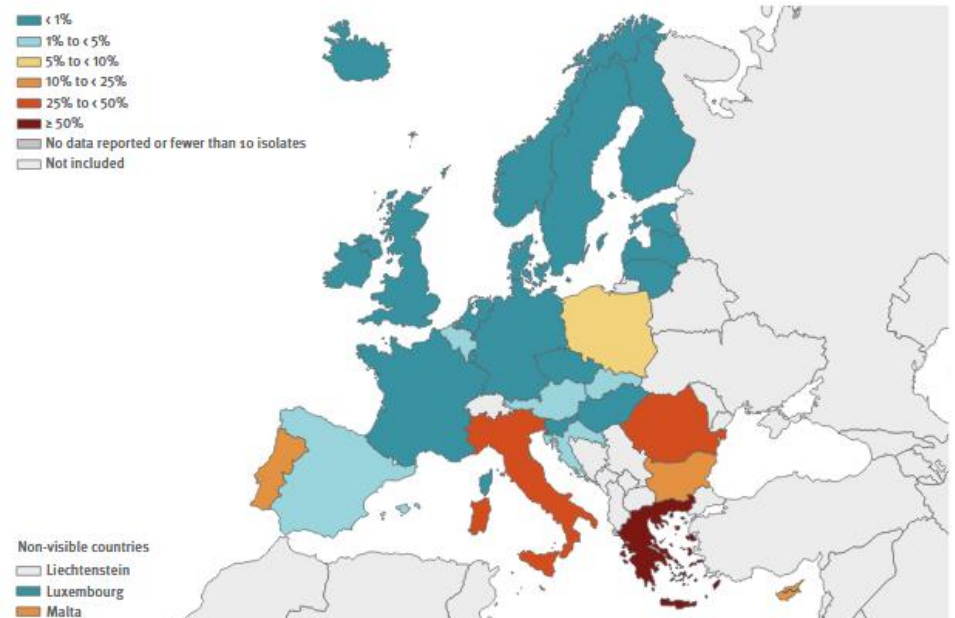 < 1%
1% to < 5%
5% to < 10%
10% to < 25%
25% to < 50%
≥ 50%
No data reported or fewer than 10 isolates
Not included
Non-visible countries
Liechtenstein
Luxembourg
Malta